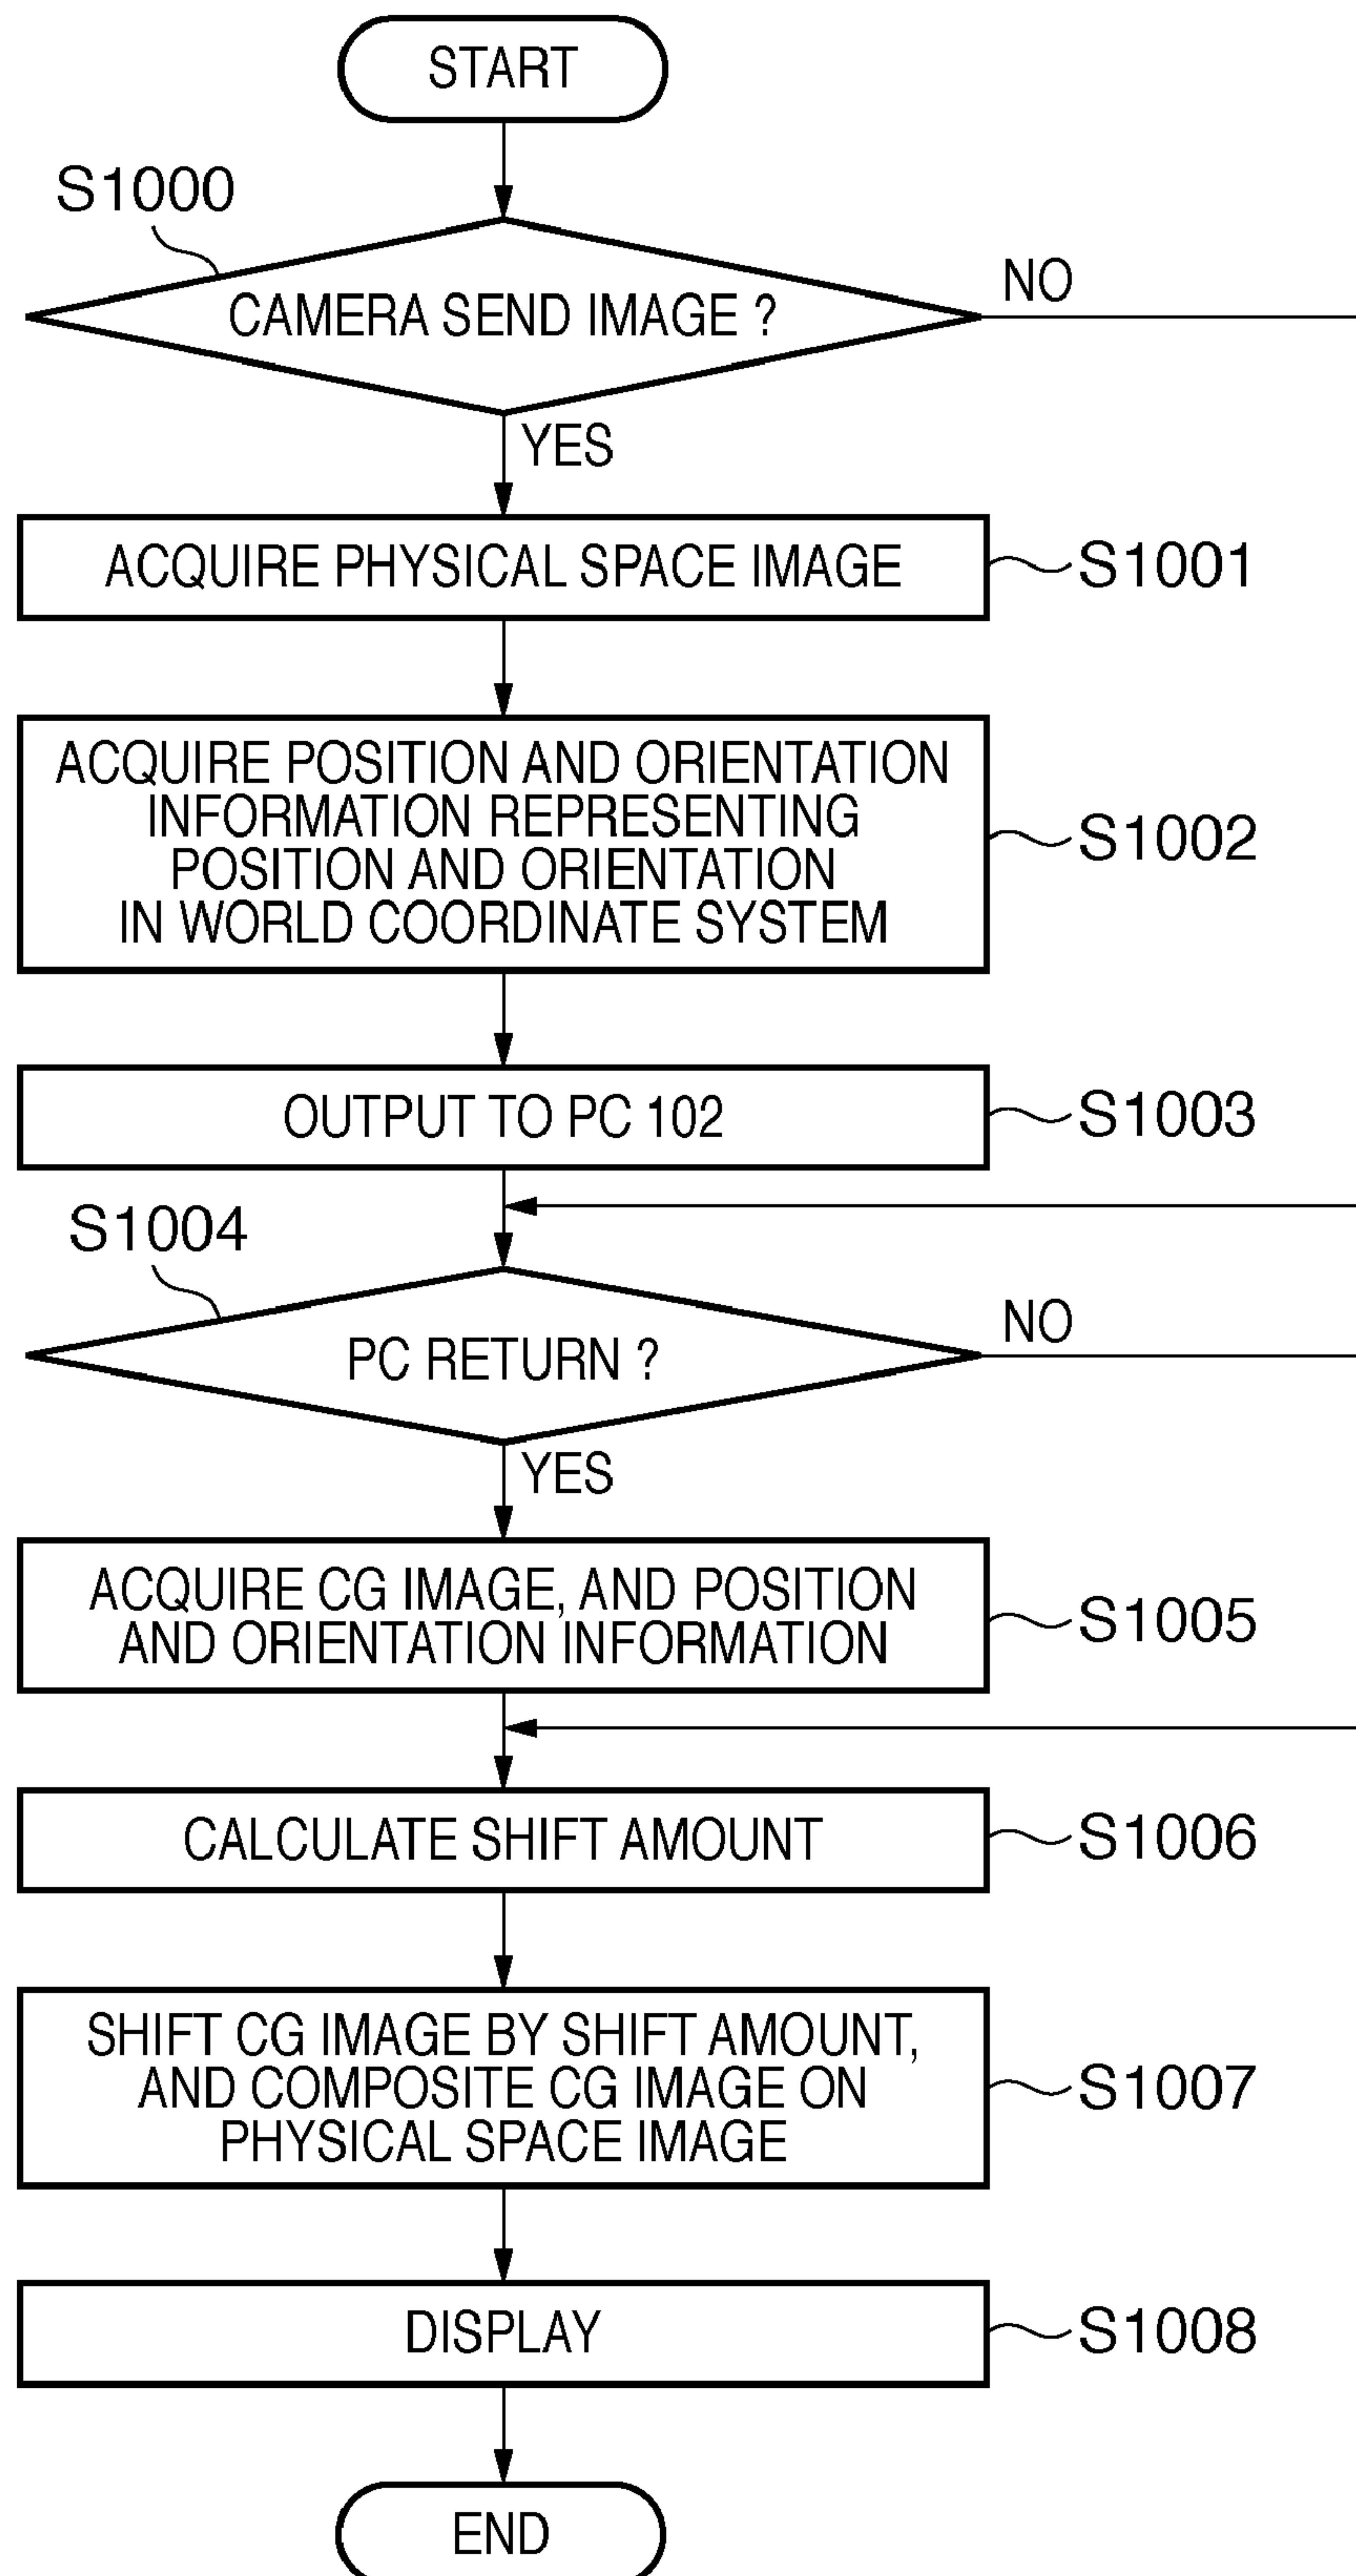 START
S1000
CAMERA SEND IMAGE ?
NO
YES
ACQUIRE PHYSICAL SPACE IMAGE
S1001
ACQUIRE POSITION AND ORIENTATION
INFORMATION REPRESENTING
POSITION AND ORIENTATION
IN WORLD COORDINATE SYSTEM
S1002
OUTPUT TO PC 102
S1003
S1004
PC RETURN ?
NO
YES
ACQUIRE CG IMAGE, AND POSITION
AND ORIENTATION INFORMATION
S1005
CALCULATE SHIFT AMOUNT
S1006
SHIFT CG IMAGE BY SHIFT AMOUNT,
AND COMPOSITE CG IMAGE ON
PHYSICAL SPACE IMAGE
S1007
DISPLAY
S1008
END